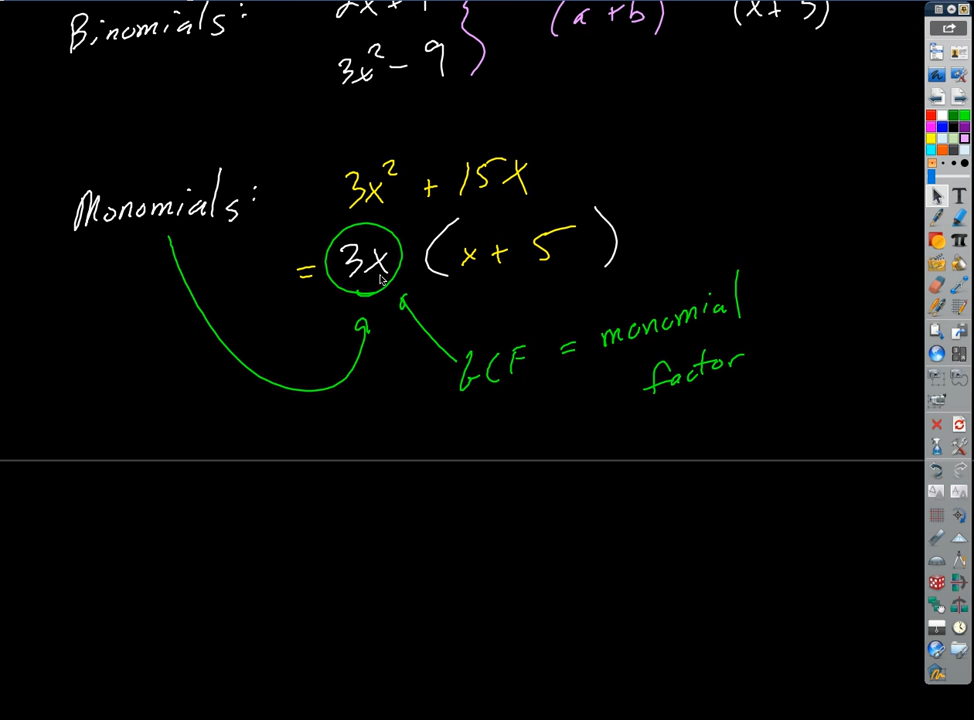 Binomials: (a + b) (x + 5)
3x² - 9
3x² + 15x
Monomials:
= 3x ( x + 5 )
GCF = monomial
factor